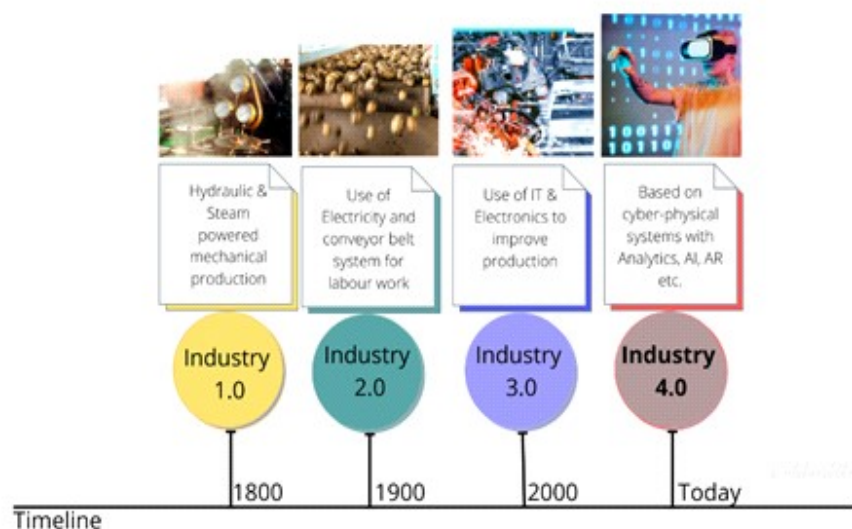 Hydraulic &
Steam
powered
mechanical
production
Use of
Electricity and
conveyor belt
system for
labour work
Use of IT &
Electronics to
improve
production
Based on
cyber-physical
systems with
Analytics, AI, AR
etc.
Industry
1.0
Industry
2.0
Industry
3.0
Industry
4.0
1800
1900
2000
Today
Timeline